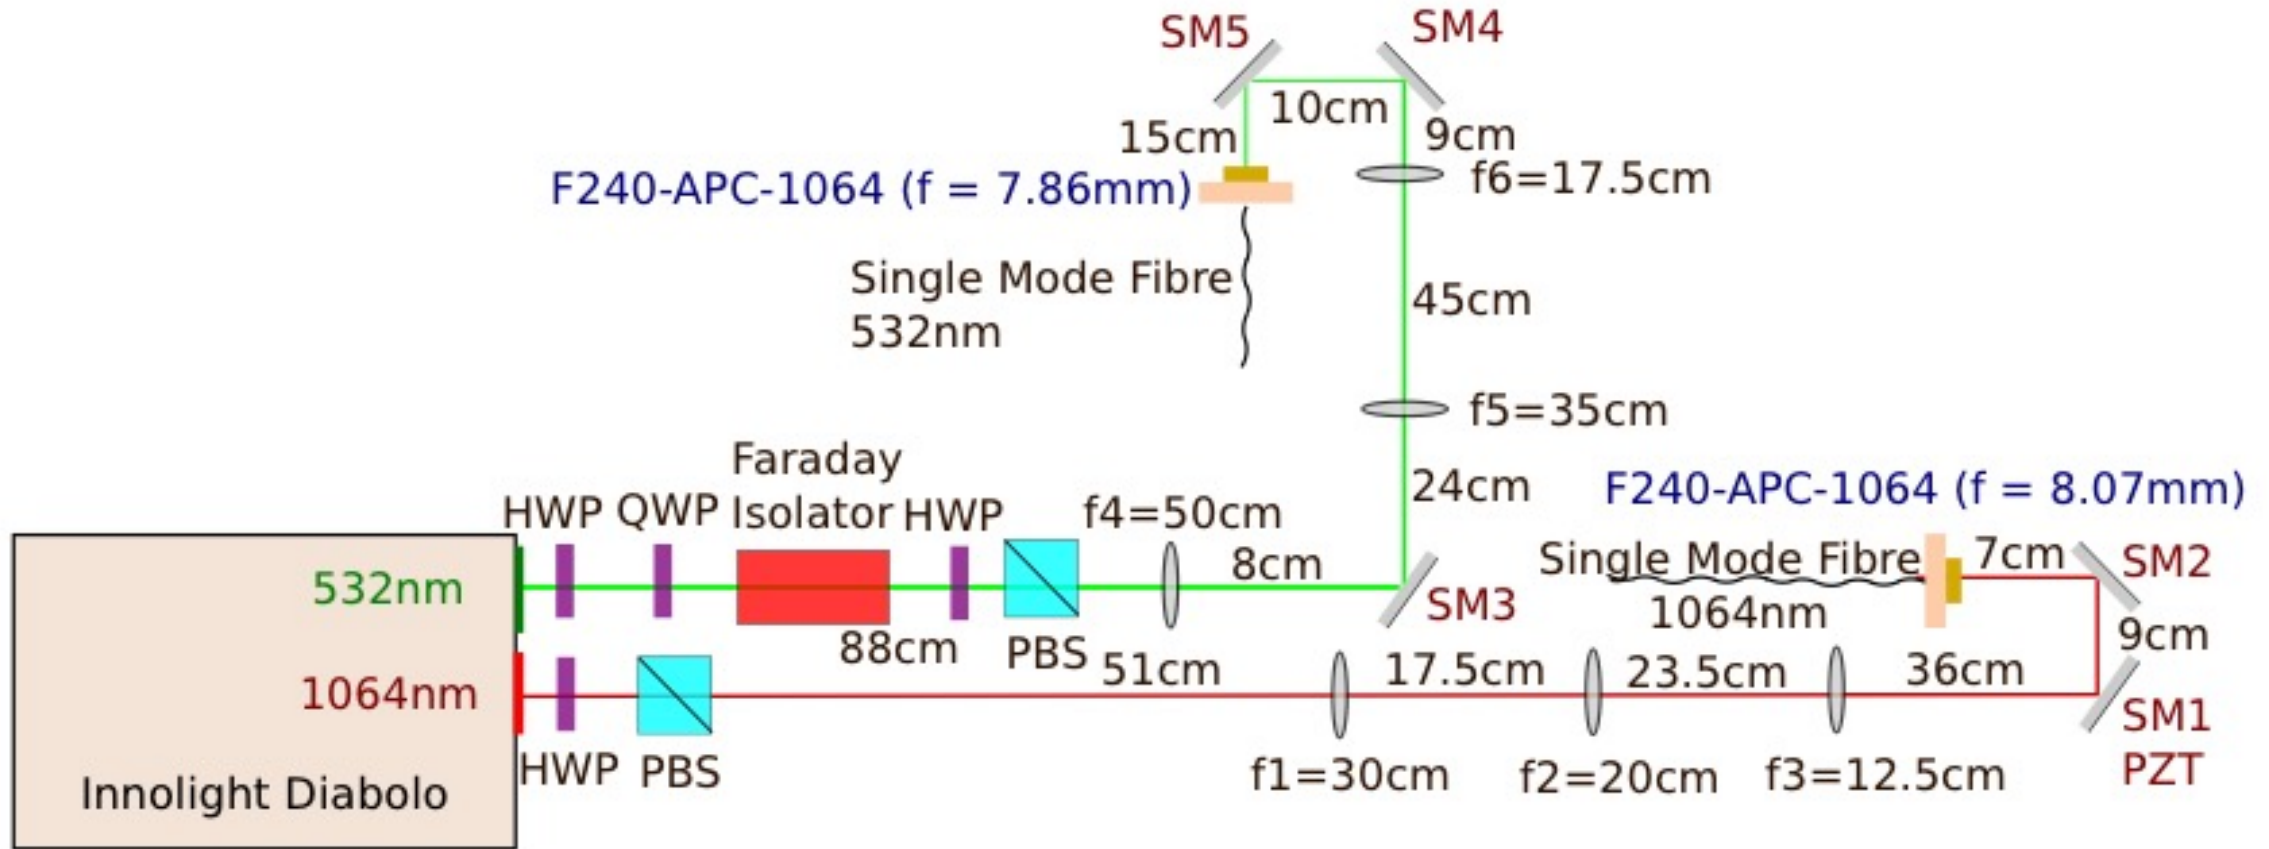 SM5
SM4
10cm
15cm
9cm
F240-APC-1064 (f = 7.86mm)
f6=17.5cm
Single Mode Fibre
532nm
45cm
f5=35cm
Faraday
Isolator
HWP
QWP
HWP
f4=50cm
24cm
F240-APC-1064 (f = 8.07mm)
532nm
8cm
SM3
Single Mode Fibre
1064nm
7cm
SM2
88cm
PBS
9cm
1064nm
51cm
17.5cm
23.5cm
36cm
SM1
PZT
HWP
PBS
f1=30cm
f2=20cm
f3=12.5cm
Innolight Diabolo